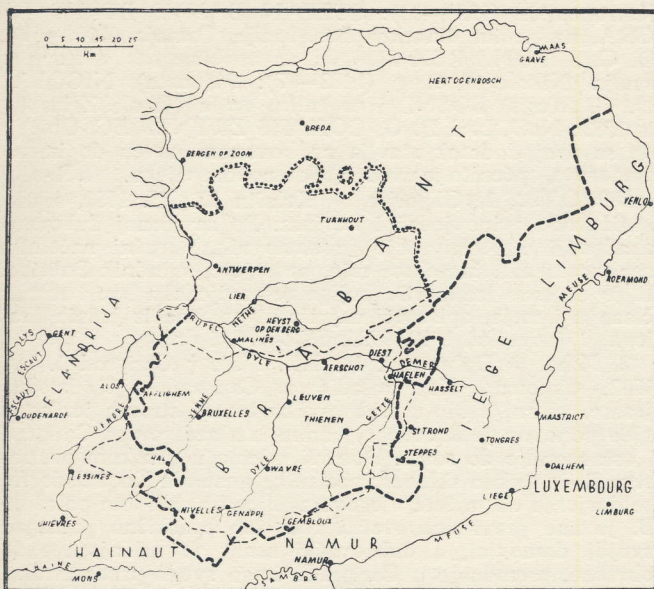 0 5 10 15 20 25
Km
MAAS
GRAVE
HERTOGENBOSCH
BREDA
BERGEN OP ZOOM
TURNHOUT
BRABANT
LIMBURG
VENLO
ROERMOND
MEUSE
ANTWERPEN
LIER
NETHE
RUPEL
HEYST
OP DEN BERG
MALINES
DYLE
AERSCHOT
DIEST
DEMER
HAELEN
HASSELT
LYS
GENT
ESCAUT
ESCAUT
OUDENARDE
FLANDRIJA
ALOST
AFFLIGHEM
DENDRE
SENNE
BRUXELLES
LEUVEN
THIENEN
GETTE
ST TROND
STEPPES
TONGRES
MAASTRICT
LIEGE
HAL
DYLE
WAVRE
LESSINES
CHIEVRES
NIVELLES
GENAPPE
GEMBLOUX
LIEGE
DALHEM
LUXEMBOURG
LIMBURG
HAINAUT
NAMUR
MEUSE
NAMUR
HAINE
MONS
SAMBRE